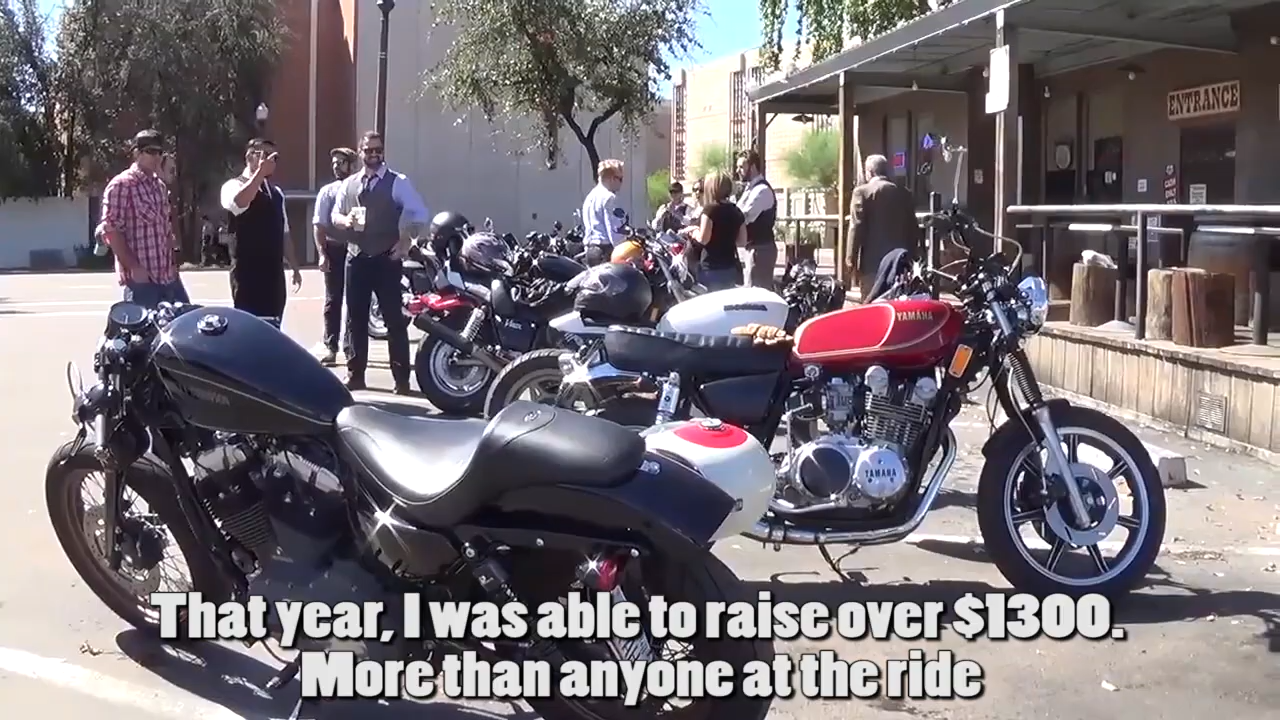 ENTRANCE
YAMAHA
YAMAHA
That year, I was able to raise over $1300.
More than anyone at the ride